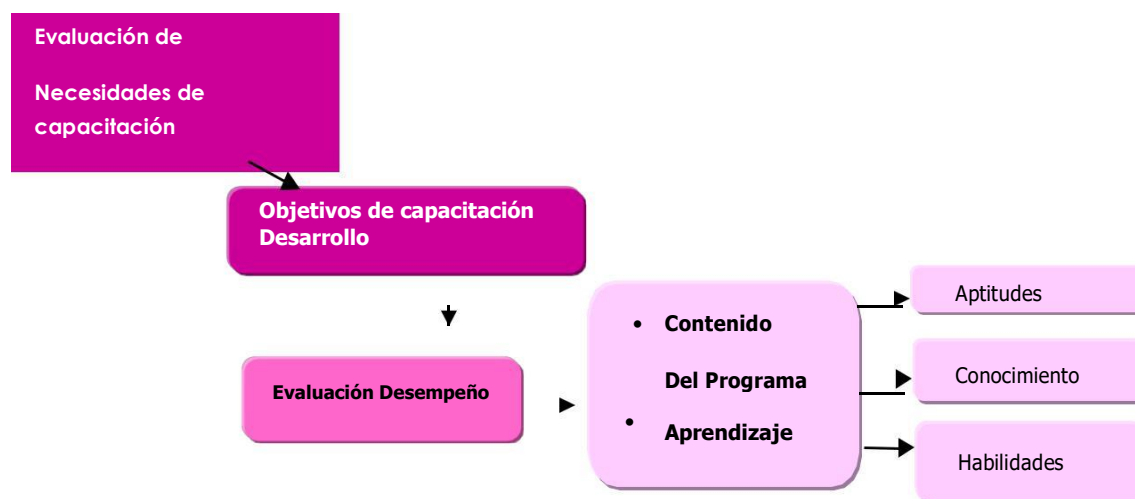 Evaluación de
Necesidades de
capacitación
Objetivos de capacitación
Desarrollo
Evaluación Desempeño
• Contenido
Del Programa
• Aprendizaje
Aptitudes
Conocimiento
Habilidades